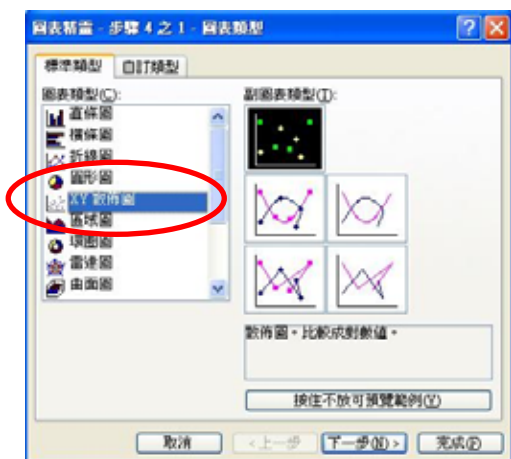 圖表精靈 - 步驟 4 之 1 - 圖表類型
標準類型 自訂類型
圖表類型(C):
直條圖
橫條圖
折線圖
圓形圖
XY 散佈圖
區域圖
環圈圖
雷達圖
曲面圖
副圖表類型(T):
散佈圖。比較成對數值。
按住不放可預覽範例(V)
取消
<上一步
下一步(N)>
完成(F)